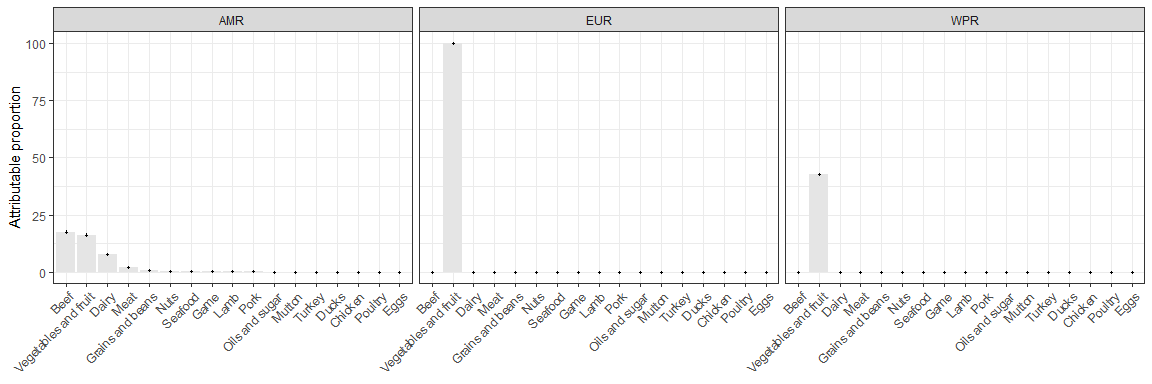 AMR EUR WPR
Attributable proportion
100
75
50
25
0
Beef Vegetables and fruit Dairy Meat Grains and beans Nuts Seafood Game Lamb Pork Oils and sugar Mutton Turkey Ducks Chicken Poultry Eggs
Beef Vegetables and fruit Dairy Meat Grains and beans Nuts Seafood Game Lamb Pork Oils and sugar Mutton Turkey Ducks Chicken Poultry Eggs
Beef Vegetables and fruit Dairy Meat Grains and beans Nuts Seafood Game Lamb Pork Oils and sugar Mutton Turkey Ducks Chicken Poultry Eggs